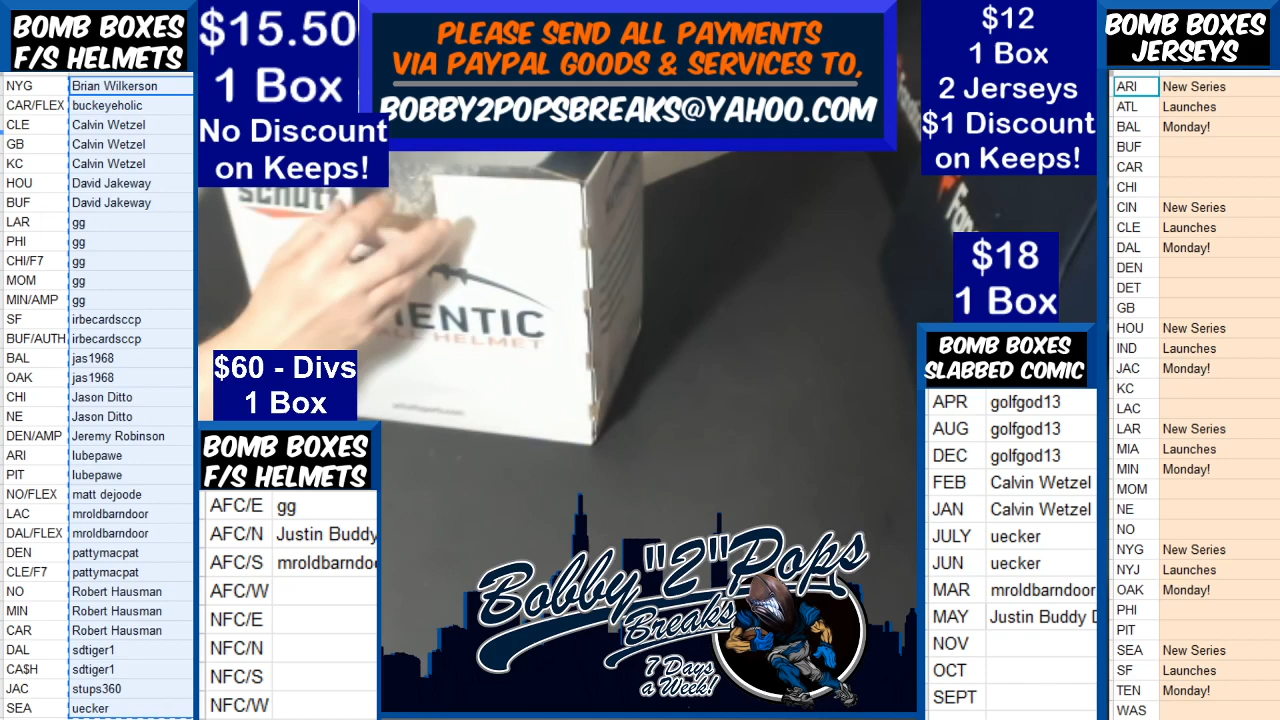 BOMB BOXES
F/S HELMETS
NYG Brian Wilkerson
CAR/FLEX buckeyeholic
CLE Calvin Wetzel
GB Calvin Wetzel
KC Calvin Wetzel
HOU David Jakeway
BUF David Jakeway
LAR gg
PHI gg
CHI/F7 gg
MOM gg
MIN/AMP gg
SF irbecardsccp
BUF/AUTH irbecardsccp
BAL jas1968
OAK jas1968
CHI Jason Ditto
NE Jason Ditto
DEN/AMP Jeremy Robinson
ARI lubepawe
PIT lubepawe
NO/FLEX matt dejoode
LAC mroldbarndoor
DAL/FLEX mroldbarndoor
DEN pattymacpat
CLE/F7 pattymacpat
NO Robert Hausman
MIN Robert Hausman
CAR Robert Hausman
DAL sdtiger1
CA$H sdtiger1
JAC stups360
SEA uecker
$15.50
1 Box
No Discount
on Keeps!
PLEASE SEND ALL PAYMENTS
VIA PAYPAL GOODS & SERVICES TO,
BOBBY2POPSBREAKS@YAHOO.COM
schutt
HENTIC
ALL HELMET
$60 - Divs
1 Box
BOMB BOXES
F/S HELMETS
AFC/E gg
AFC/N Justin Buddy
AFC/S mroldbarndoo
AFC/W
NFC/E
NFC/N
NFC/S
NFC/W
Bobby "2" Pops
Breaks
7 Days
a Week!
$12
1 Box
2 Jerseys
$1 Discount
on Keeps!
$18
1 Box
BOMB BOXES
SLABBED COMIC
APR golfgod13
AUG golfgod13
DEC golfgod13
FEB Calvin Wetzel
JAN Calvin Wetzel
JULY uecker
JUN uecker
MAR mroldbarndoor
MAY Justin Buddy D
NOV
OCT
SEPT
BOMB BOXES
JERSEYS
ARI New Series
ATL Launches
BAL Monday!
BUF
CAR
CHI
CIN New Series
CLE Launches
DAL Monday!
DEN
DET
GB
HOU New Series
IND Launches
JAC Monday!
KC
LAC
LAR New Series
MIA Launches
MIN Monday!
MOM
NE
NO
NYG New Series
NYJ Launches
OAK Monday!
PHI
PIT
SEA New Series
SF Launches
TEN Monday!
WAS